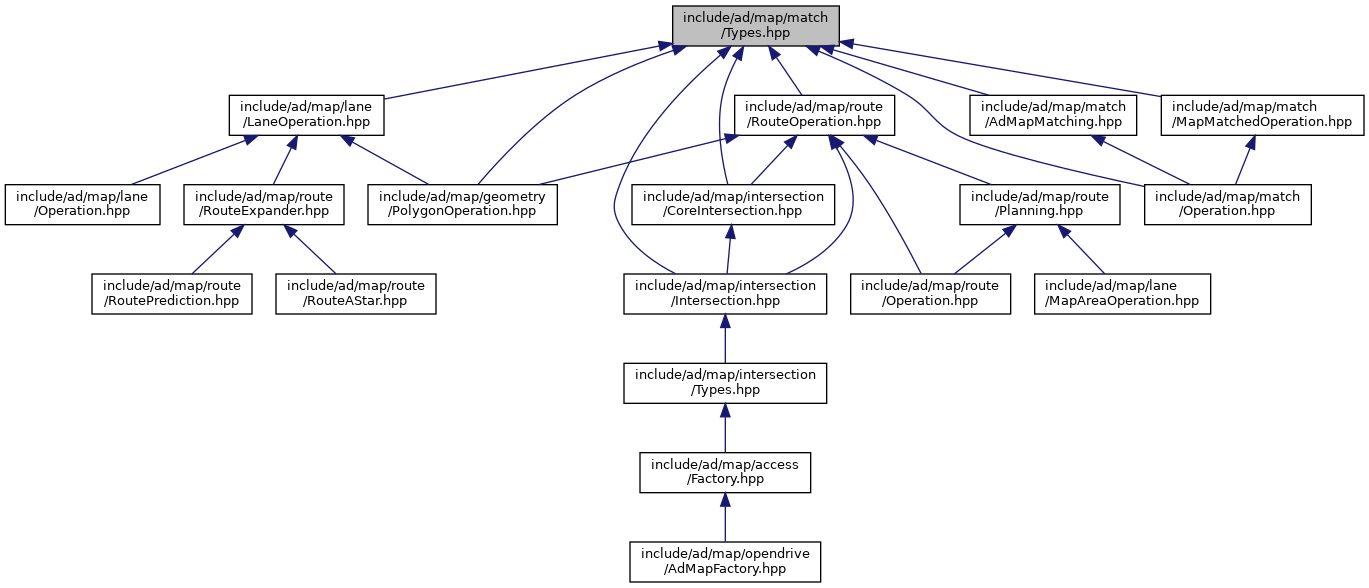 include/ad/map/match
/Types.hpp
include/ad/map/lane
/LaneOperation.hpp
include/ad/map/route
/RouteOperation.hpp
include/ad/map/match
/AdMapMatching.hpp
include/ad/map/match
/MapMatchedOperation.hpp
include/ad/map/lane
/Operation.hpp
include/ad/map/route
/RouteExpander.hpp
include/ad/map/geometry
/PolygonOperation.hpp
include/ad/map/intersection
/CoreIntersection.hpp
include/ad/map/route
/Planning.hpp
include/ad/map/match
/Operation.hpp
include/ad/map/route
/RoutePrediction.hpp
include/ad/map/route
/RouteAStar.hpp
include/ad/map/intersection
/Intersection.hpp
include/ad/map/route
/Operation.hpp
include/ad/map/lane
/MapAreaOperation.hpp
include/ad/map/intersection
/Types.hpp
include/ad/map/access
/Factory.hpp
include/ad/map/opendrive
/AdMapFactory.hpp